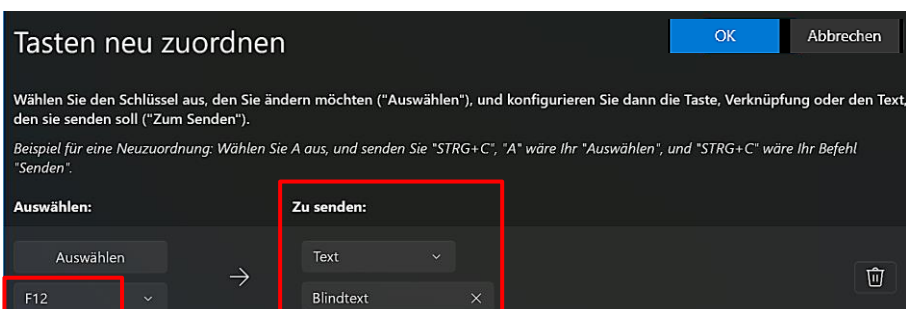 Tasten neu zuordnen
OK
Abbrechen
Wählen Sie den Schlüssel aus, den Sie ändern möchten ("Auswählen"), und konfigurieren Sie dann die Taste, Verknüpfung oder den Text,
den sie senden soll ("Zum Senden").
Beispiel für eine Neuzuordnung: Wählen Sie A aus, und senden Sie "STRG+C", "A" wäre Ihr "Auswählen", und "STRG+C" wäre Ihr Befehl
"Senden".
Auswählen:
Zu senden:
Auswählen
Text
F12
Blindtext